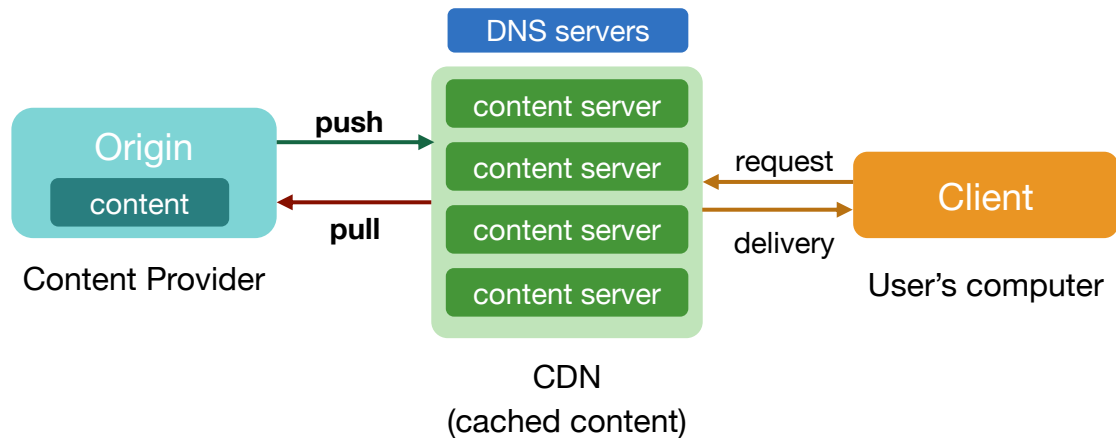 DNS servers
Origin
content
Content Provider
push
pull
content server
content server
content server
content server
CDN
(cached content)
request
delivery
Client
User’s computer